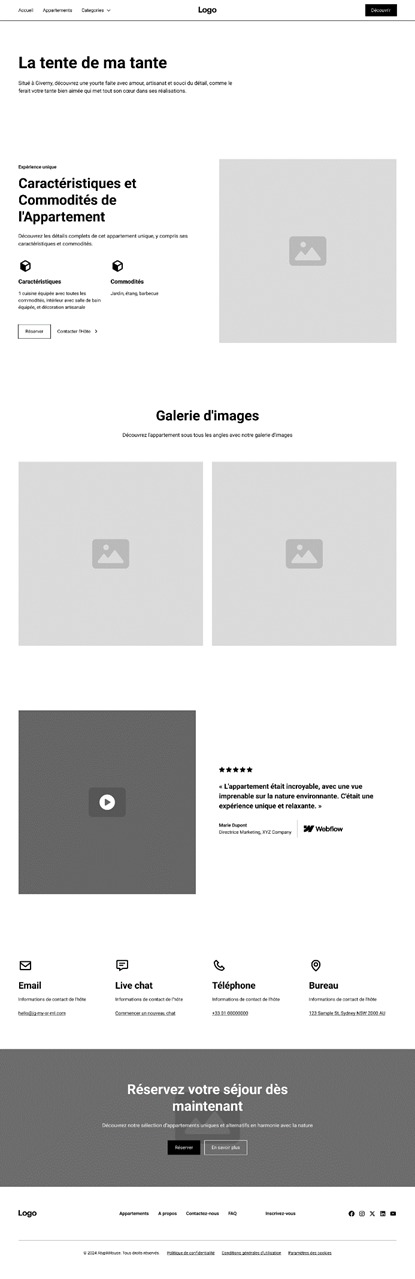 Accueil Appartements Categories Logo Découvrir
La tente de ma tante
Situé à Giverny, découvrez une yourte faite avec amour, artisanat et souci du détail, comme le
ferait votre tante bien aimée qui met tout son cœur dans ses réalisations.
Expérience unique
Caractéristiques et
Commodités de
l'Appartement
Découvrez les détails complets de cet appartement unique, y compris ses
caractéristiques et commodités.
Caractéristiques Commodités
1 cuisine équipée avec toutes les Jardin, étang, barbecue
commodités, intérieur avec salle de bain
équipée, et décoration artisanale
Réserver Contacter l'Hôte
Galerie d'images
Découvrez l'appartement sous tous les angles avec notre galerie d'images
« L'appartement était incroyable, avec une vue
imprenable sur la nature environnante. C'était une
expérience unique et relaxante. »
Marie Dupont
Directrice Marketing, XYZ Company
Webflow
Email Live chat Téléphone Bureau
Informations de contact de l'hôte Informations de contact de l'hôte Informations de contact de l'hôte Informations de contact de l'hôte
Commencer un nouveau chat +33 01 00000000 123 Sample St, Sydney NSW 2000 AU
Réservez votre séjour dès
maintenant
Découvrez notre sélection d'appartements uniques et alternatifs en harmonie avec la nature
Réserver En savoir plus
Logo Appartements A propos Contactez-nous FAQ Inscrivez-vous
© 2024 Tous droits réservés. Politique de confidentialité Conditions générales d'utilisation Paramètres des cookies